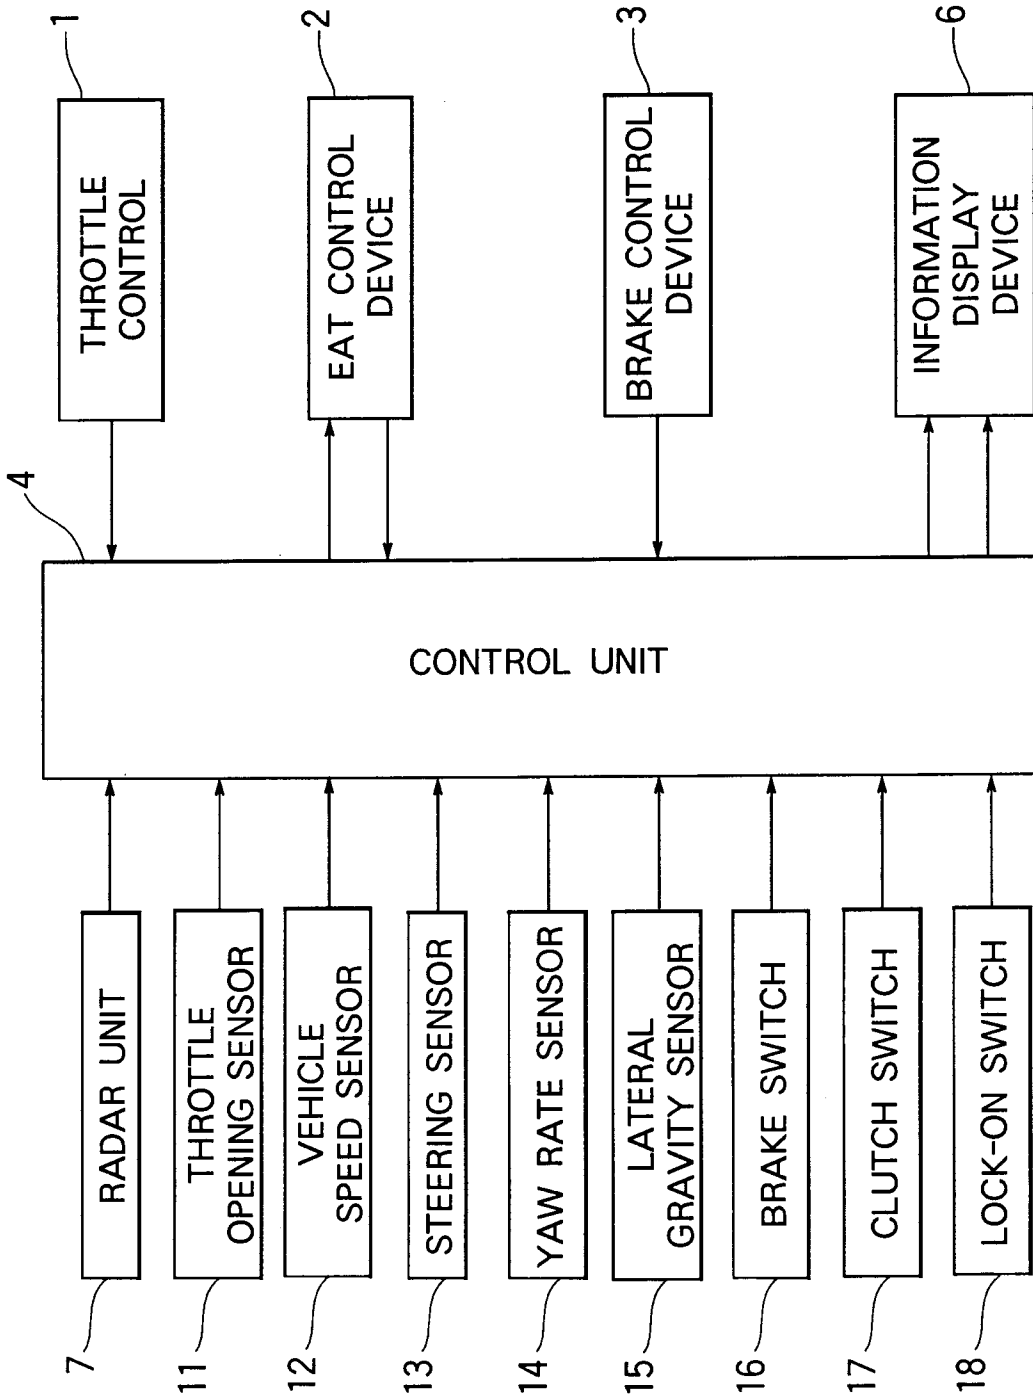 7
RADAR UNIT
11
THROTTLE
OPENING SENSOR
12
VEHICLE
SPEED SENSOR
13
STEERING SENSOR
14
YAW RATE SENSOR
15
LATERAL
GRAVITY SENSOR
16
BRAKE SWITCH
17
CLUTCH SWITCH
18
LOCK-ON SWITCH
4
CONTROL UNIT
THROTTLE
CONTROL
1
EAT CONTROL
DEVICE
2
BRAKE CONTROL
DEVICE
3
INFORMATION
DISPLAY
DEVICE
6